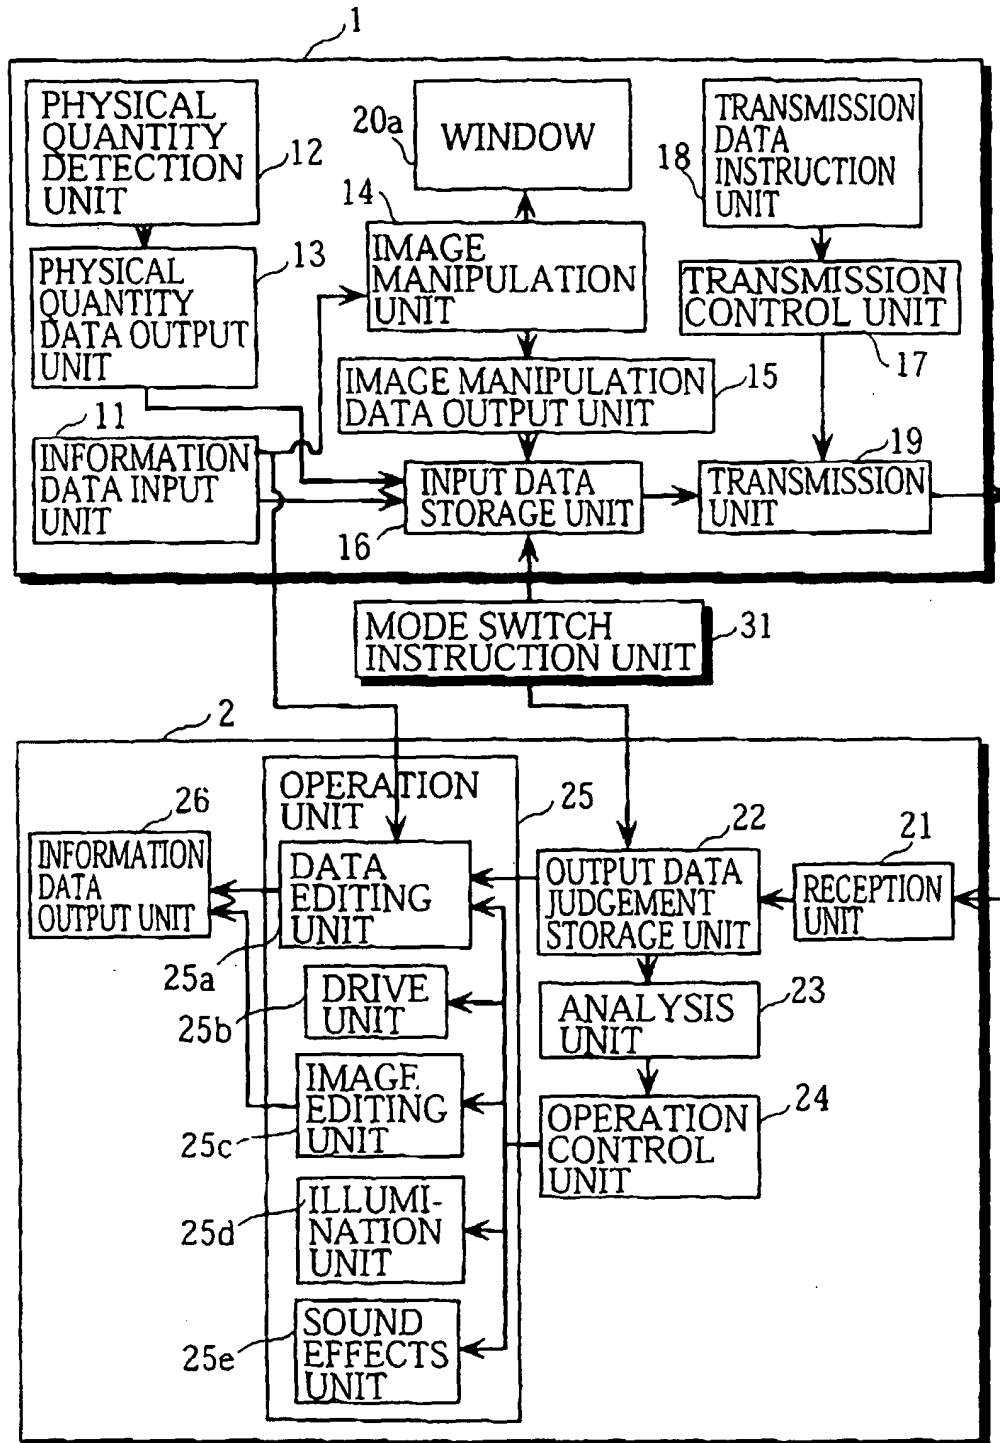 1
PHYSICAL
QUANTITY
DETECTION
UNIT
12
20a
WINDOW
18
TRANSMISSION
DATA
INSTRUCTION
UNIT
PHYSICAL
QUANTITY
DATA OUTPUT
UNIT
13
14
IMAGE
MANIPULATION
UNIT
TRANSMISSION
CONTROL UNIT
17
IMAGE MANIPULATION
DATA OUTPUT UNIT
15
11
INFORMATION
DATA INPUT
UNIT
INPUT DATA
STORAGE UNIT
16
19
TRANSMISSION
UNIT
MODE SWITCH
INSTRUCTION UNIT
31
2
26
INFORMATION
DATA
OUTPUT UNIT
OPERATION
UNIT
25
DATA
EDITING
UNIT
25a
DRIVE
UNIT
25b
IMAGE
EDITING
UNIT
25c
ILLUMI-
NATION
UNIT
25d
SOUND
EFFECTS
UNIT
25e
22
OUTPUT DATA
JUDGEMENT
STORAGE UNIT
21
RECEPTION
UNIT
ANALYSIS
UNIT
23
OPERATION
CONTROL
UNIT
24